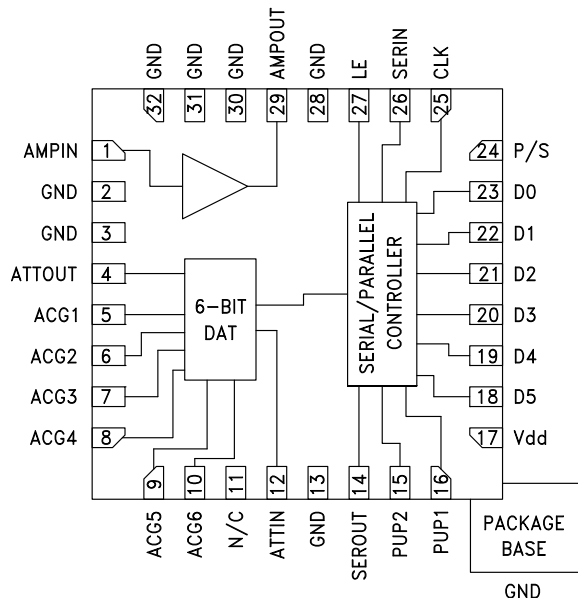 GND
GND
GND
AMPOUT
GND
LE
SERIN
CLK
32
31
30
29
28
27
26
25
AMPIN 1
GND 2
GND 3
ATTOUT 4
ACG1 5
ACG2 6
ACG3 7
ACG4 8
6-BIT
DAT
SERIAL/PARALLEL
CONTROLLER
24 P/S
23 D0
22 D1
21 D2
20 D3
19 D4
18 D5
17 Vdd
9
10
11
12
13
14
15
16
ACG5
ACG6
N/C
ATTIN
GND
SEROUT
PUP2
PUP1
PACKAGE
BASE
GND